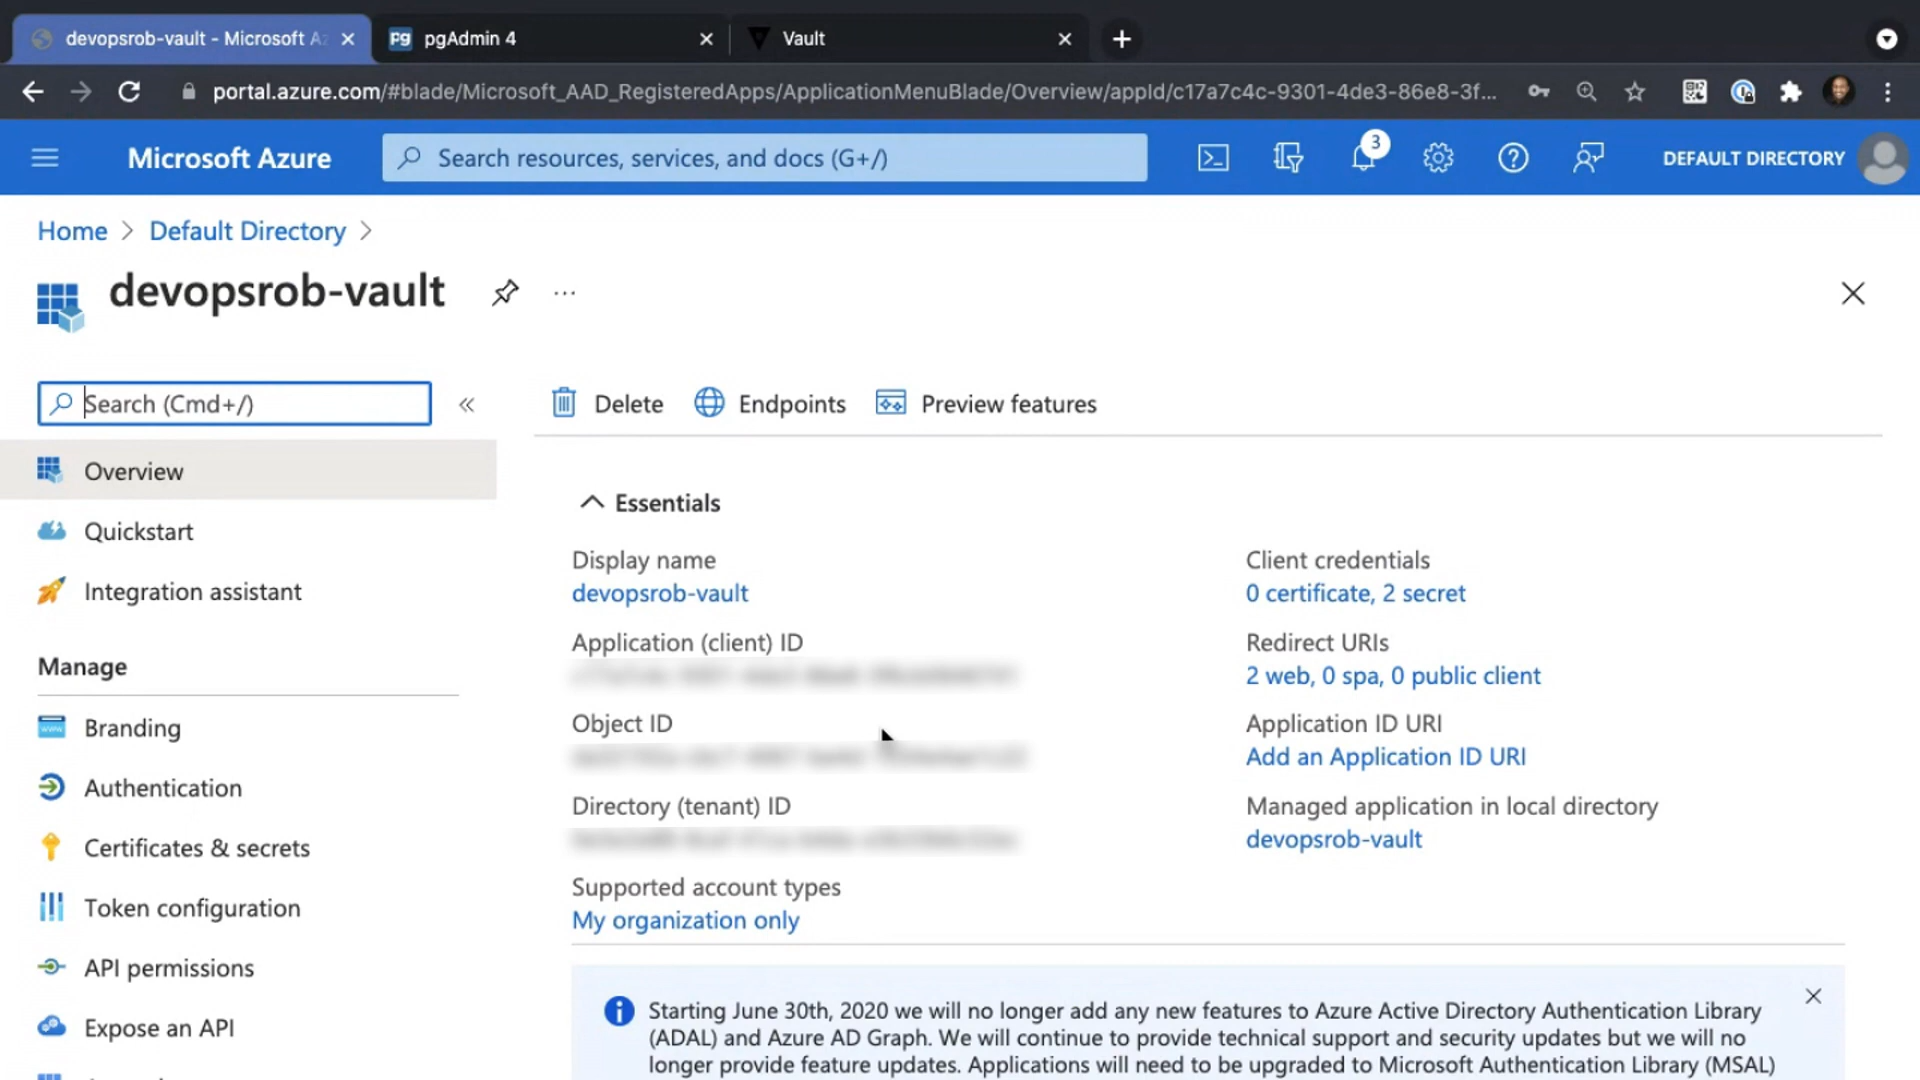 devopsrob-vault - Microsoft Az
pgAdmin 4
Vault
portal.azure.com/#blade/Microsoft_AAD_RegisteredApps/ApplicationMenuBlade/Overview/appId/c17a7c4c-9301-4de3-86e8-3f...
Microsoft Azure
Search resources, services, and docs (G+/)
3
DEFAULT DIRECTORY
Home > Default Directory >
devopsrob-vault
Search (Cmd+/)
Delete
Endpoints
Preview features
Overview
Quickstart
Integration assistant
Manage
Branding
Authentication
Certificates & secrets
Token configuration
API permissions
Expose an API
Essentials
Display name
devopsrob-vault
Application (client) ID
Object ID
Directory (tenant) ID
Supported account types
My organization only
Client credentials
0 certificate, 2 secret
Redirect URIs
2 web, 0 spa, 0 public client
Application ID URI
Add an Application ID URI
Managed application in local directory
devopsrob-vault
Starting June 30th, 2020 we will no longer add any new features to Azure Active Directory Authentication Library
(ADAL) and Azure AD Graph. We will continue to provide technical support and security updates but we will no
longer provide feature updates. Applications will need to be upgraded to Microsoft Authentication Library (MSAL)